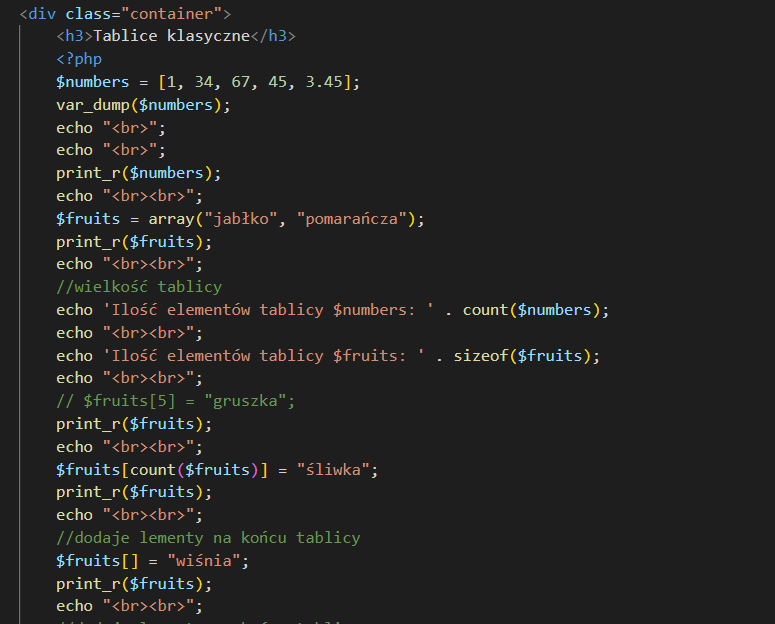 <div class="container">
<h3>Tablice klasyczne</h3>
<?php
$numbers = [1, 34, 67, 45, 3.45];
var_dump($numbers);
echo "<br>";
echo "<br>";
print_r($numbers);
echo "<br><br>";
$fruits = array("jabłko", "pomarańcza");
print_r($fruits);
echo "<br><br>";
//wielkość tablicy
echo 'Ilość elementów tablicy $numbers: ' . count($numbers);
echo "<br><br>";
echo 'Ilość elementów tablicy $fruits: ' . sizeof($fruits);
echo "<br><br>";
// $fruits[5] = "gruszka";
print_r($fruits);
echo "<br><br>";
$fruits[count($fruits)] = "śliwka";
print_r($fruits);
echo "<br><br>";
//dodaje lementy na końcu tablicy
$fruits[] = "wiśnia";
print_r($fruits);
echo "<br><br>";